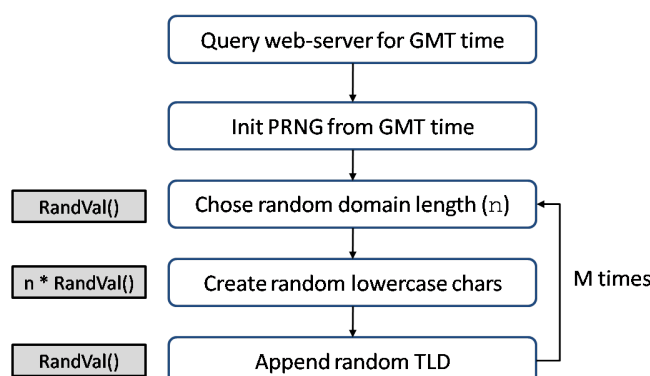 Query web-server for GMT time
Init PRNG from GMT time
RandVal()
Chose random domain length (n)
n * RandVal()
Create random lowercase chars
M times
RandVal()
Append random TLD